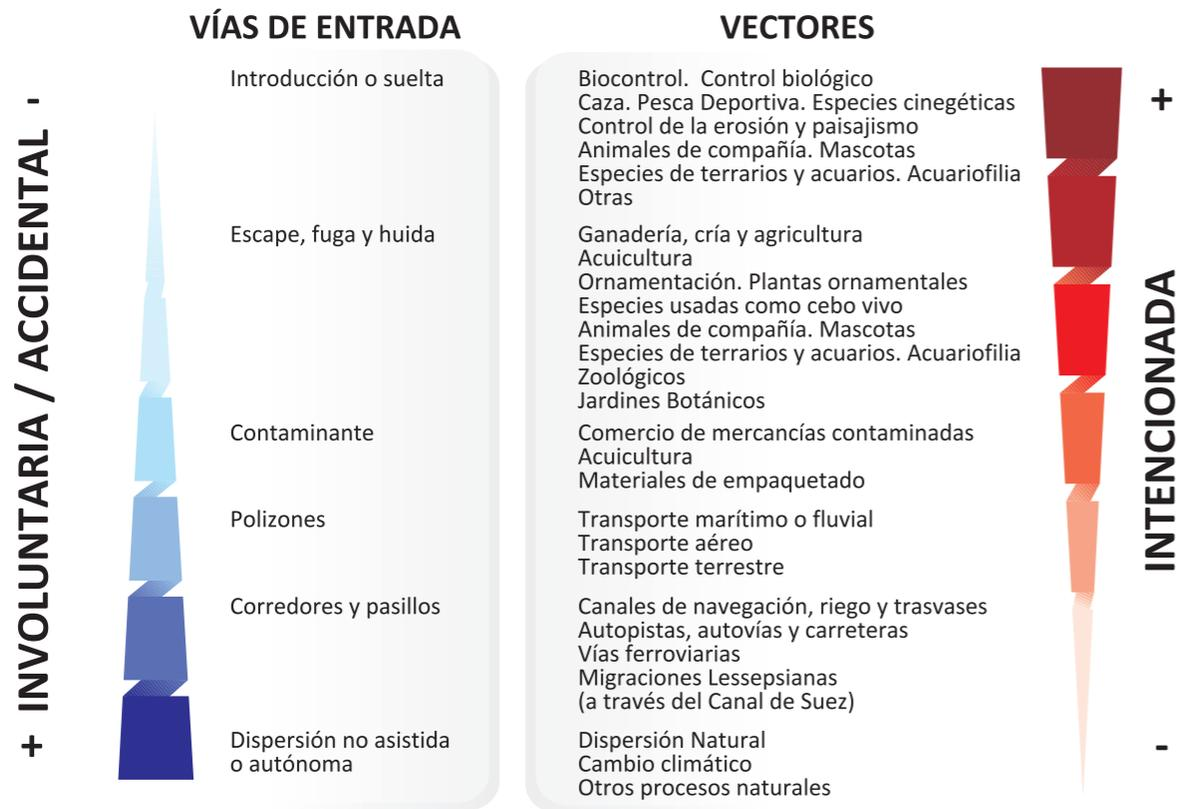 VÍAS DE ENTRADA
VECTORES
Introducción o suelta
Biocontrol. Control biológico
Caza. Pesca Deportiva. Especies cinegéticas
Control de la erosión y paisajismo
Animales de compañía. Mascotas
Especies de terrarios y acuarios. Acuariofilia
Otras
Escape, fuga y huida
Ganadería, cría y agricultura
Acuicultura
Ornamentación. Plantas ornamentales
Especies usadas como cebo vivo
Animales de compañía. Mascotas
Especies de terrarios y acuarios. Acuariofilia
Zoológicos
Jardines Botánicos
Contaminante
Comercio de mercancías contaminadas
Acuicultura
Materiales de empaquetado
Polizones
Transporte marítimo o fluvial
Transporte aéreo
Transporte terrestre
Corredores y pasillos
Canales de navegación, riego y trasvases
Autopistas, autovías y carreteras
Vías ferroviarias
Migraciones Lessepsianas
(a través del Canal de Suez)
Dispersión no asistida
o autónoma
Dispersión Natural
Cambio climático
Otros procesos naturales
+ INVOLUNTARIA / ACCIDENTAL -
+
INTENCIONADA
-